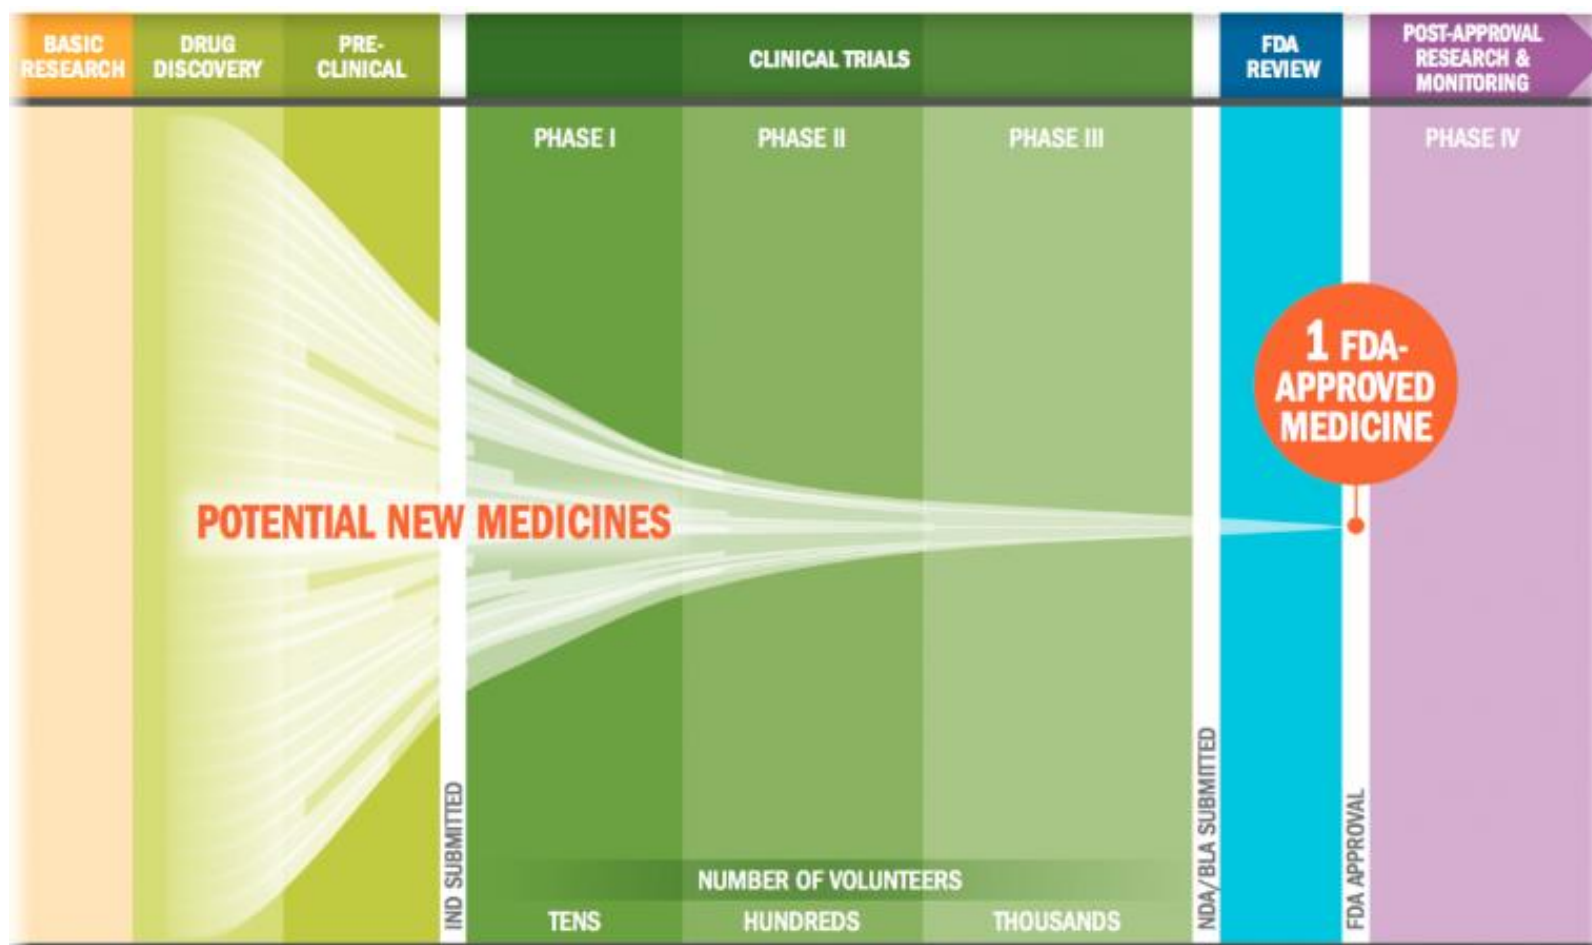 BASIC
RESEARCH
DRUG
DISCOVERY
PRE-
CLINICAL
CLINICAL TRIALS
FDA
REVIEW
POST-APPROVAL
RESEARCH &
MONITORING
PHASE I
PHASE II
PHASE III
PHASE IV
1 FDA-
APPROVED
MEDICINE
POTENTIAL NEW MEDICINES
IND SUBMITTED
NDA/BLA SUBMITTED
FDA APPROVAL
NUMBER OF VOLUNTEERS
TENS
HUNDREDS
THOUSANDS